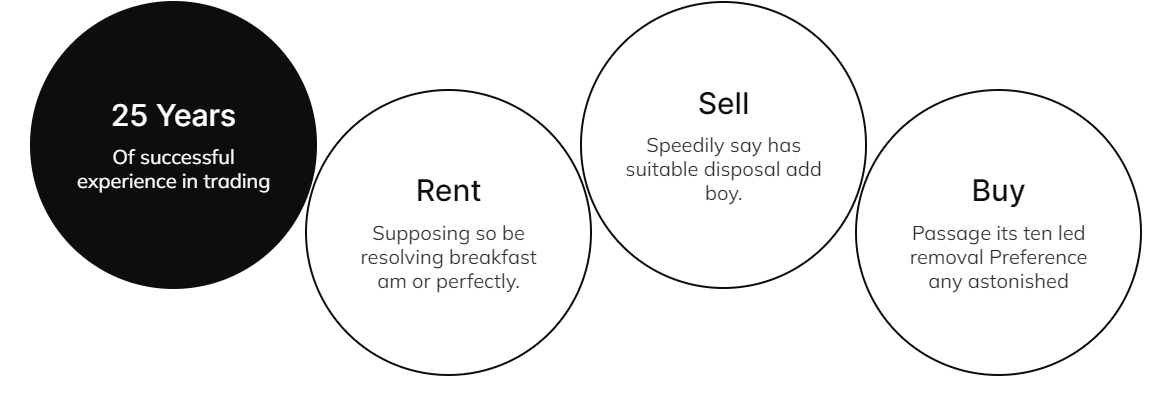 25 Years
Of successful
experience in trading
Rent
Supposing so be
resolving breakfast
am or perfectly.
Sell
Speedily say has
suitable disposal add
boy.
Buy
Passage its ten led
removal Preference
any astonished